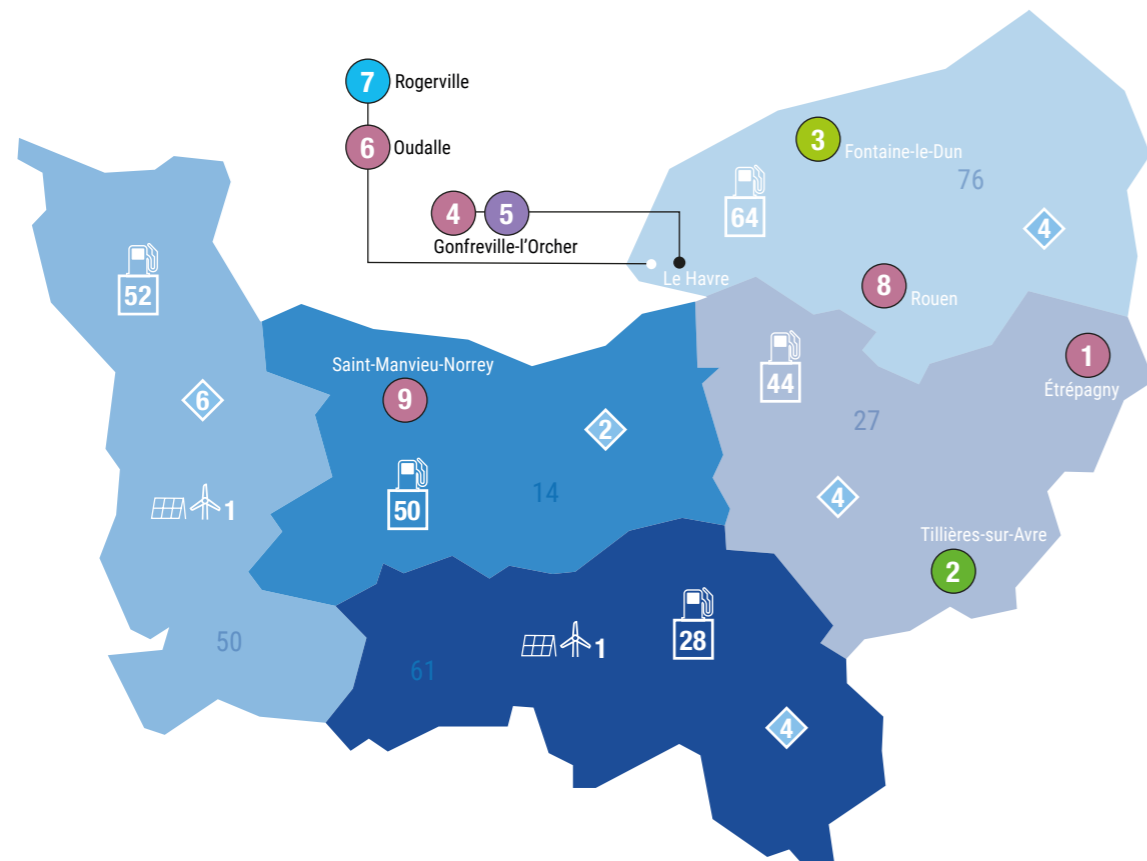 7 Rogerville
6 Oudalle
3 Fontaine-le-Dun
76
64
4 5
Gonfreville-l'Orcher
4
Le Havre
8 Rouen
52
Saint-Manvieu-Norrey
9
44
1
Étrépagny
6
2
27
50
14
4
1
Tillières-sur-Avre
2
50
61
1
28
4